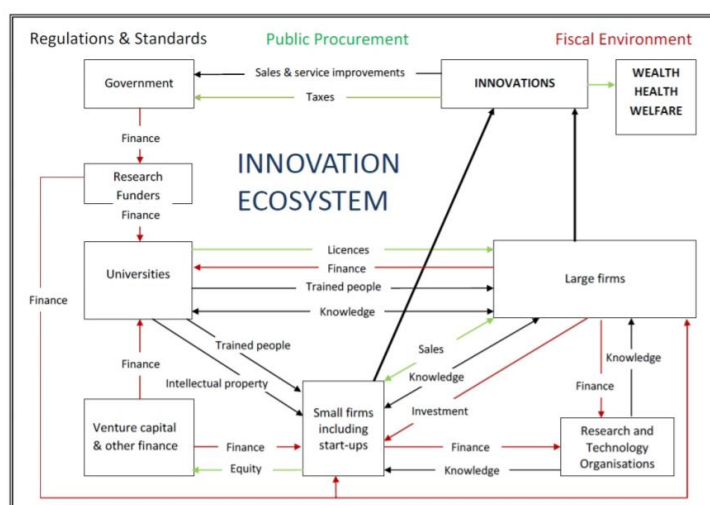 Regulations & Standards
Public Procurement
Fiscal Environment
Government
Sales & service improvements
Taxes
INNOVATIONS
WEALTH
HEALTH
WELFARE
Finance
Research
Funders
Finance
INNOVATION
ECOSYSTEM
Universities
Licences
Finance
Trained people
Knowledge
Large firms
Finance
Trained people
Intellectual property
Sales
Knowledge
Investment
Knowledge
Finance
Finance
Venture capital
& other finance
Finance
Equity
Small firms
including
start-ups
Finance
Knowledge
Research and
Technology
Organisations